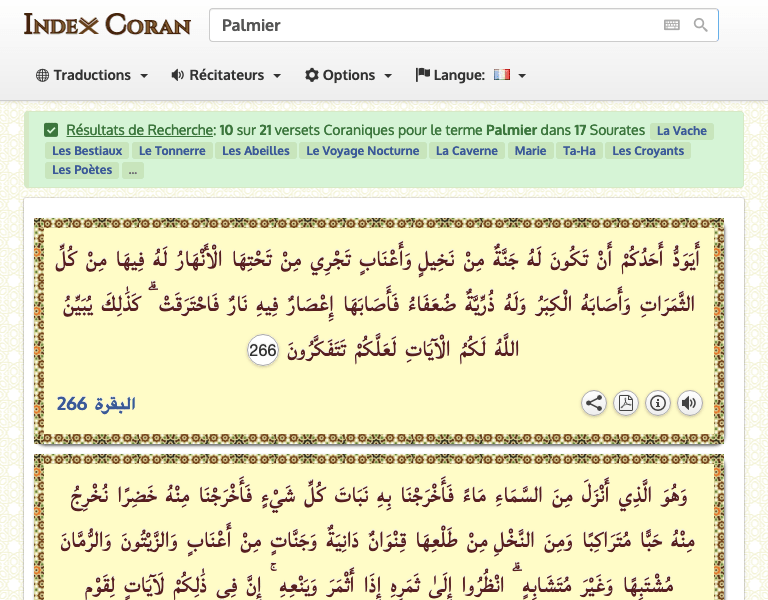 Index Coran
Palmier
Traductions Récitateurs Options Langue:
Résultats de Recherche: 10 sur 21 versets Coraniques pour le terme Palmier dans 17 Sourates La Vache
Les Bestiaux Le Tonnerre Les Abeilles Le Voyage Nocturne La Caverne Marie Ta-Ha Les Croyants
Les Poètes ...
أَيَوَدُّ أَحَدُكُمْ أَنْ تَكُونَ لَهُ جَنَّةٌ مِنْ نَخِيلٍ وَأَعْنَابٍ تَجْرِي مِنْ تَحْتِهَا الْأَنْهَارُ لَهُ فِيهَا مِنْ كُلِّ
الثَّمَرَاتِ وَأَصَابَهُ الْكِبَرُ وَلَهُ ذُرِّيَّةٌ ضُعَفَاءُ فَأَصَابَهَا إِعْصَارٌ فِيهِ نَارٌ فَاحْتَرَقَتْ ۗ كَذَٰلِكَ يُبَيِّنُ
اللَّهُ لَكُمُ الْآيَاتِ لَعَلَّكُمْ تَتَفَكَّرُونَ 266
البقرة 266
وَهُوَ الَّذِي أَنْزَلَ مِنَ السَّمَاءِ مَاءً فَأَخْرَجْنَا بِهِ نَبَاتَ كُلِّ شَيْءٍ فَأَخْرَجْنَا مِنْهُ خَضِرًا نُخْرِجُ
مِنْهُ حَبًّا مُتَرَاكِبًا وَمِنَ النَّخْلِ مِنْ طَلْعِهَا قِنْوَانٌ دَانِيَةٌ وَجَنَّاتٍ مِنْ أَعْنَابٍ وَالزَّيْتُونَ وَالرُّمَّانَ
مُشْتَبِهًا وَغَيْرَ مُتَشَابِهٍ ۗ انْظُرُوا إِلَىٰ ثَمَرِهِ إِذَا أَثْمَرَ وَيَنْعِهِ ۚ إِنَّ فِي ذَٰلِكُمْ لَآيَاتٍ لِقَوْمٍ